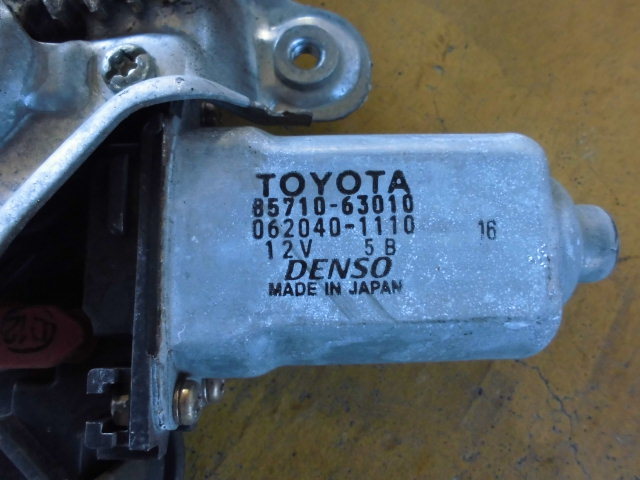 TOYOTA
85710-63010
062040-1110 16
12V 5B
DENSO
MADE IN JAPAN